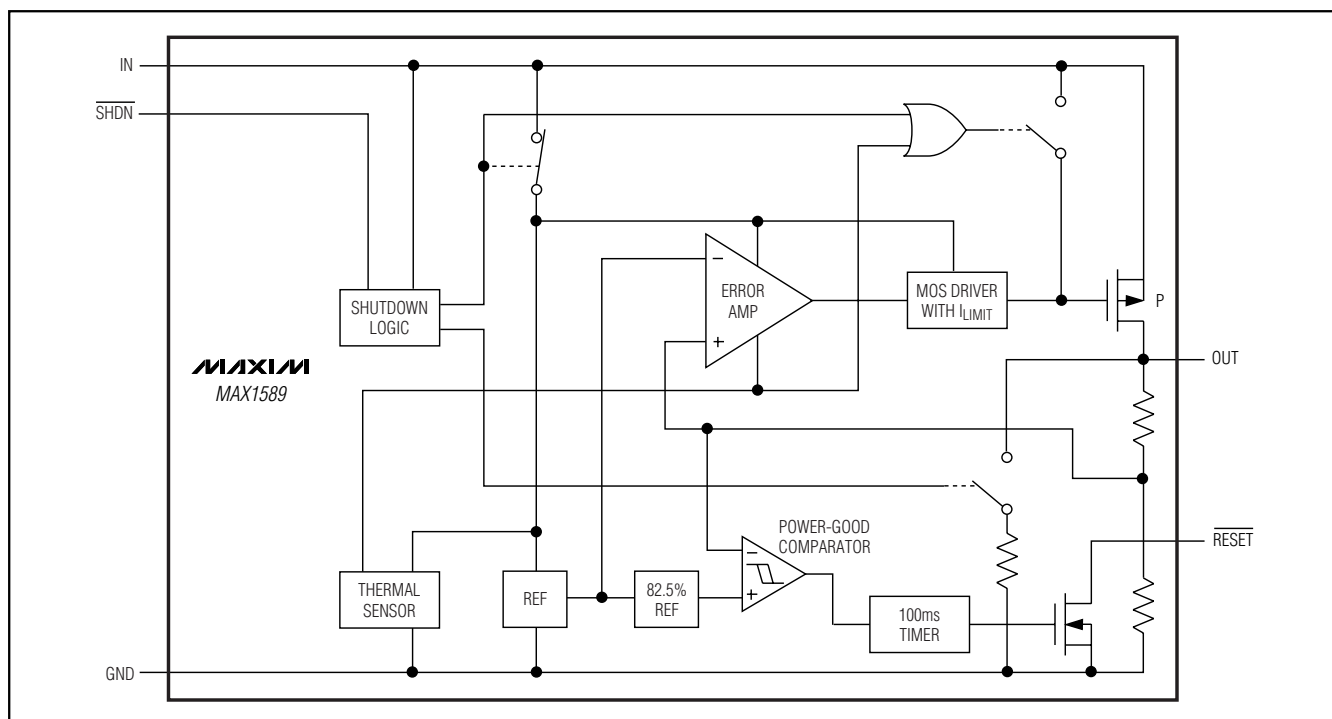 IN
SHDN
SHUTDOWN
LOGIC
MAXIM
MAX1589
−
ERROR
AMP
+
MOS DRIVER
WITH ILIMIT
P
OUT
POWER-GOOD
COMPARATOR
−
+
RESET
THERMAL
SENSOR
REF
82.5%
REF
100ms
TIMER
GND